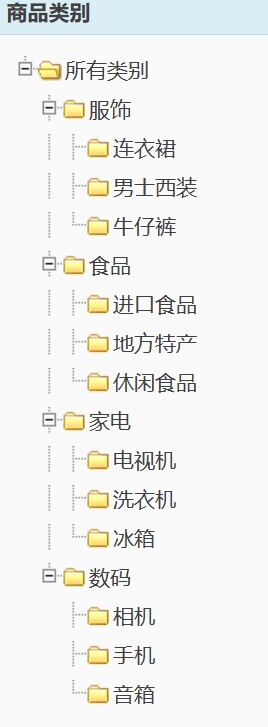 商品类别
所有类别
服饰
连衣裙
男士西装
牛仔裤
食品
进口食品
地方特产
休闲食品
家电
电视机
洗衣机
冰箱
数码
相机
手机
音箱